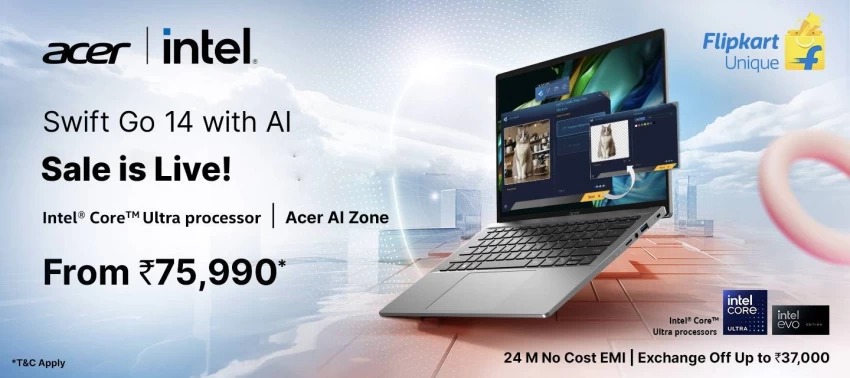 acer | intel.
Flipkart
Unique
Swift Go 14 with AI
Sale is Live!
Intel® Core™ Ultra processor | Acer AI Zone
From ₹75,990*
Intel® Core™
Ultra processors
intel
CORE
ULTRA
intel
evo
*T&C Apply
24 M No Cost EMI | Exchange Off Up to ₹37,000